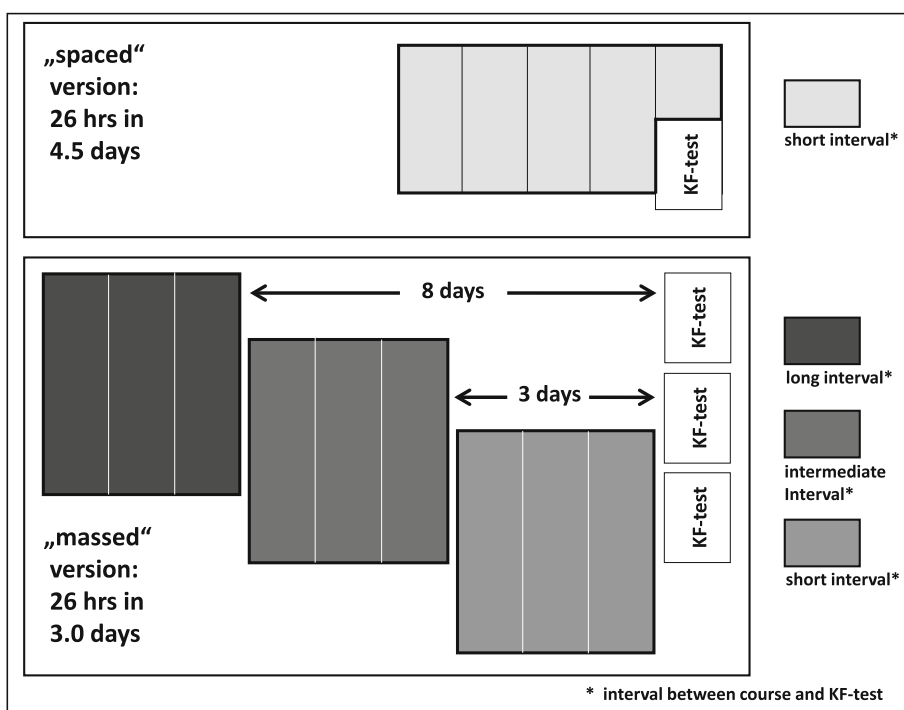 „spaced“
version:
26 hrs in
4.5 days
KF-test
short interval*
8 days
KF-test
3 days
KF-test
KF-test
„massed“
version:
26 hrs in
3.0 days
long interval*
intermediate
Interval*
short interval*
* interval between course and KF-test